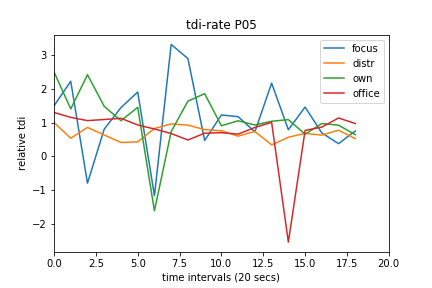 tdi-rate P05
focus
distr
own
office
relative tdi
3
2
1
0
−1
−2
0.0 2.5 5.0 7.5 10.0 12.5 15.0 17.5 20.0
time intervals (20 secs)